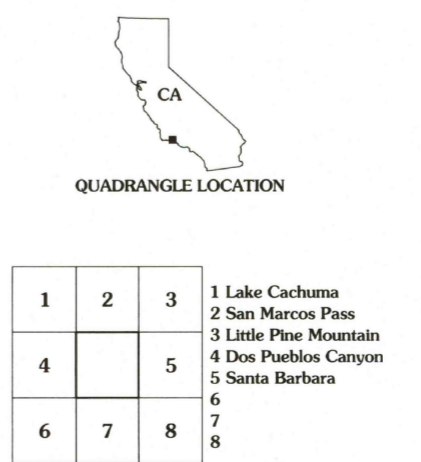 CA
QUADRANGLE LOCATION
1 2 3
4 5
6 7 8
1 Lake Cachuma
2 San Marcos Pass
3 Little Pine Mountain
4 Dos Pueblos Canyon
5 Santa Barbara
6
7
8